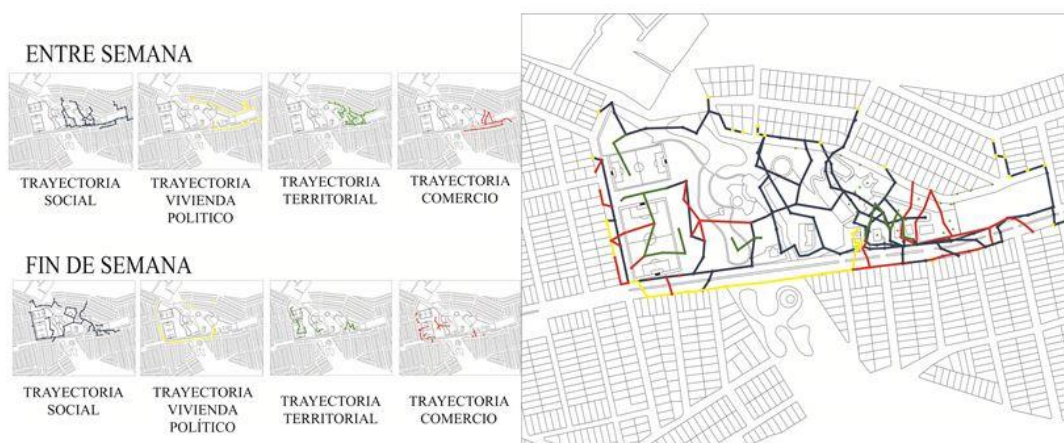 ENTRE SEMANA
TRAYECTORIA
SOCIAL
TRAYECTORIA
VIVIENDA
POLITICO
TRAYECTORIA
TERRITORIAL
TRAYECTORIA
COMERCIO
FIN DE SEMANA
TRAYECTORIA
SOCIAL
TRAYECTORIA
VIVIENDA
POLÍTICO
TRAYECTORIA
TERRITORIAL
TRAYECTORIA
COMERCIO